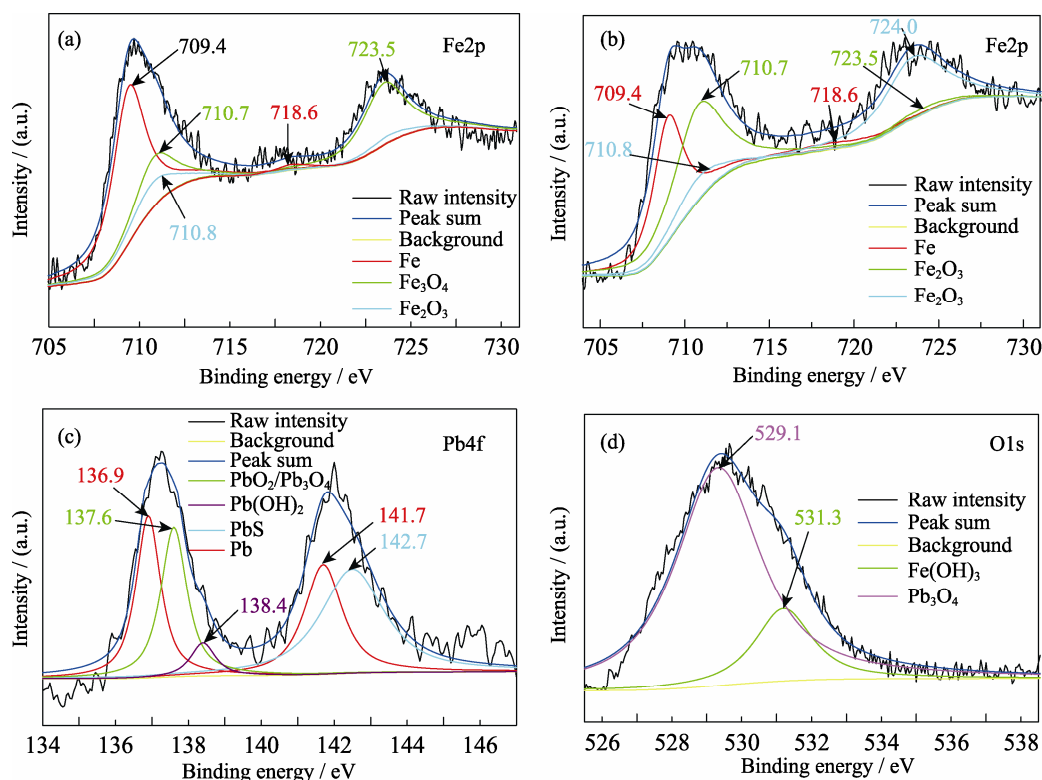 (a)
Fe2p
709.4
710.7
718.6
723.5
710.8
Raw intensity
Peak sum
Background
Fe
Fe₃O₄
Fe₂O₃
Intensity / (a.u.)
705 710 715 720 725 730
Binding energy / eV
(b)
Fe2p
724.0
723.5
710.7
709.4
718.6
710.8
Raw intensity
Peak sum
Background
Fe
Fe₂O₃
Fe₂O₃
Intensity / (a.u.)
705 710 715 720 725 730
Binding energy / eV
(c)
Pb4f
Raw intensity
Background
Peak sum
PbO₂/Pb₃O₄
Pb(OH)₂
PbS
Pb
136.9
137.6
138.4
141.7
142.7
Intensity / (a.u.)
134 136 138 140 142 144 146
Binding energy / eV
(d)
O1s
529.1
531.3
Raw intensity
Peak sum
Background
Fe(OH)₃
Pb₃O₄
Intensity / (a.u.)
526 528 530 532 534 536 538
Binding energy / eV